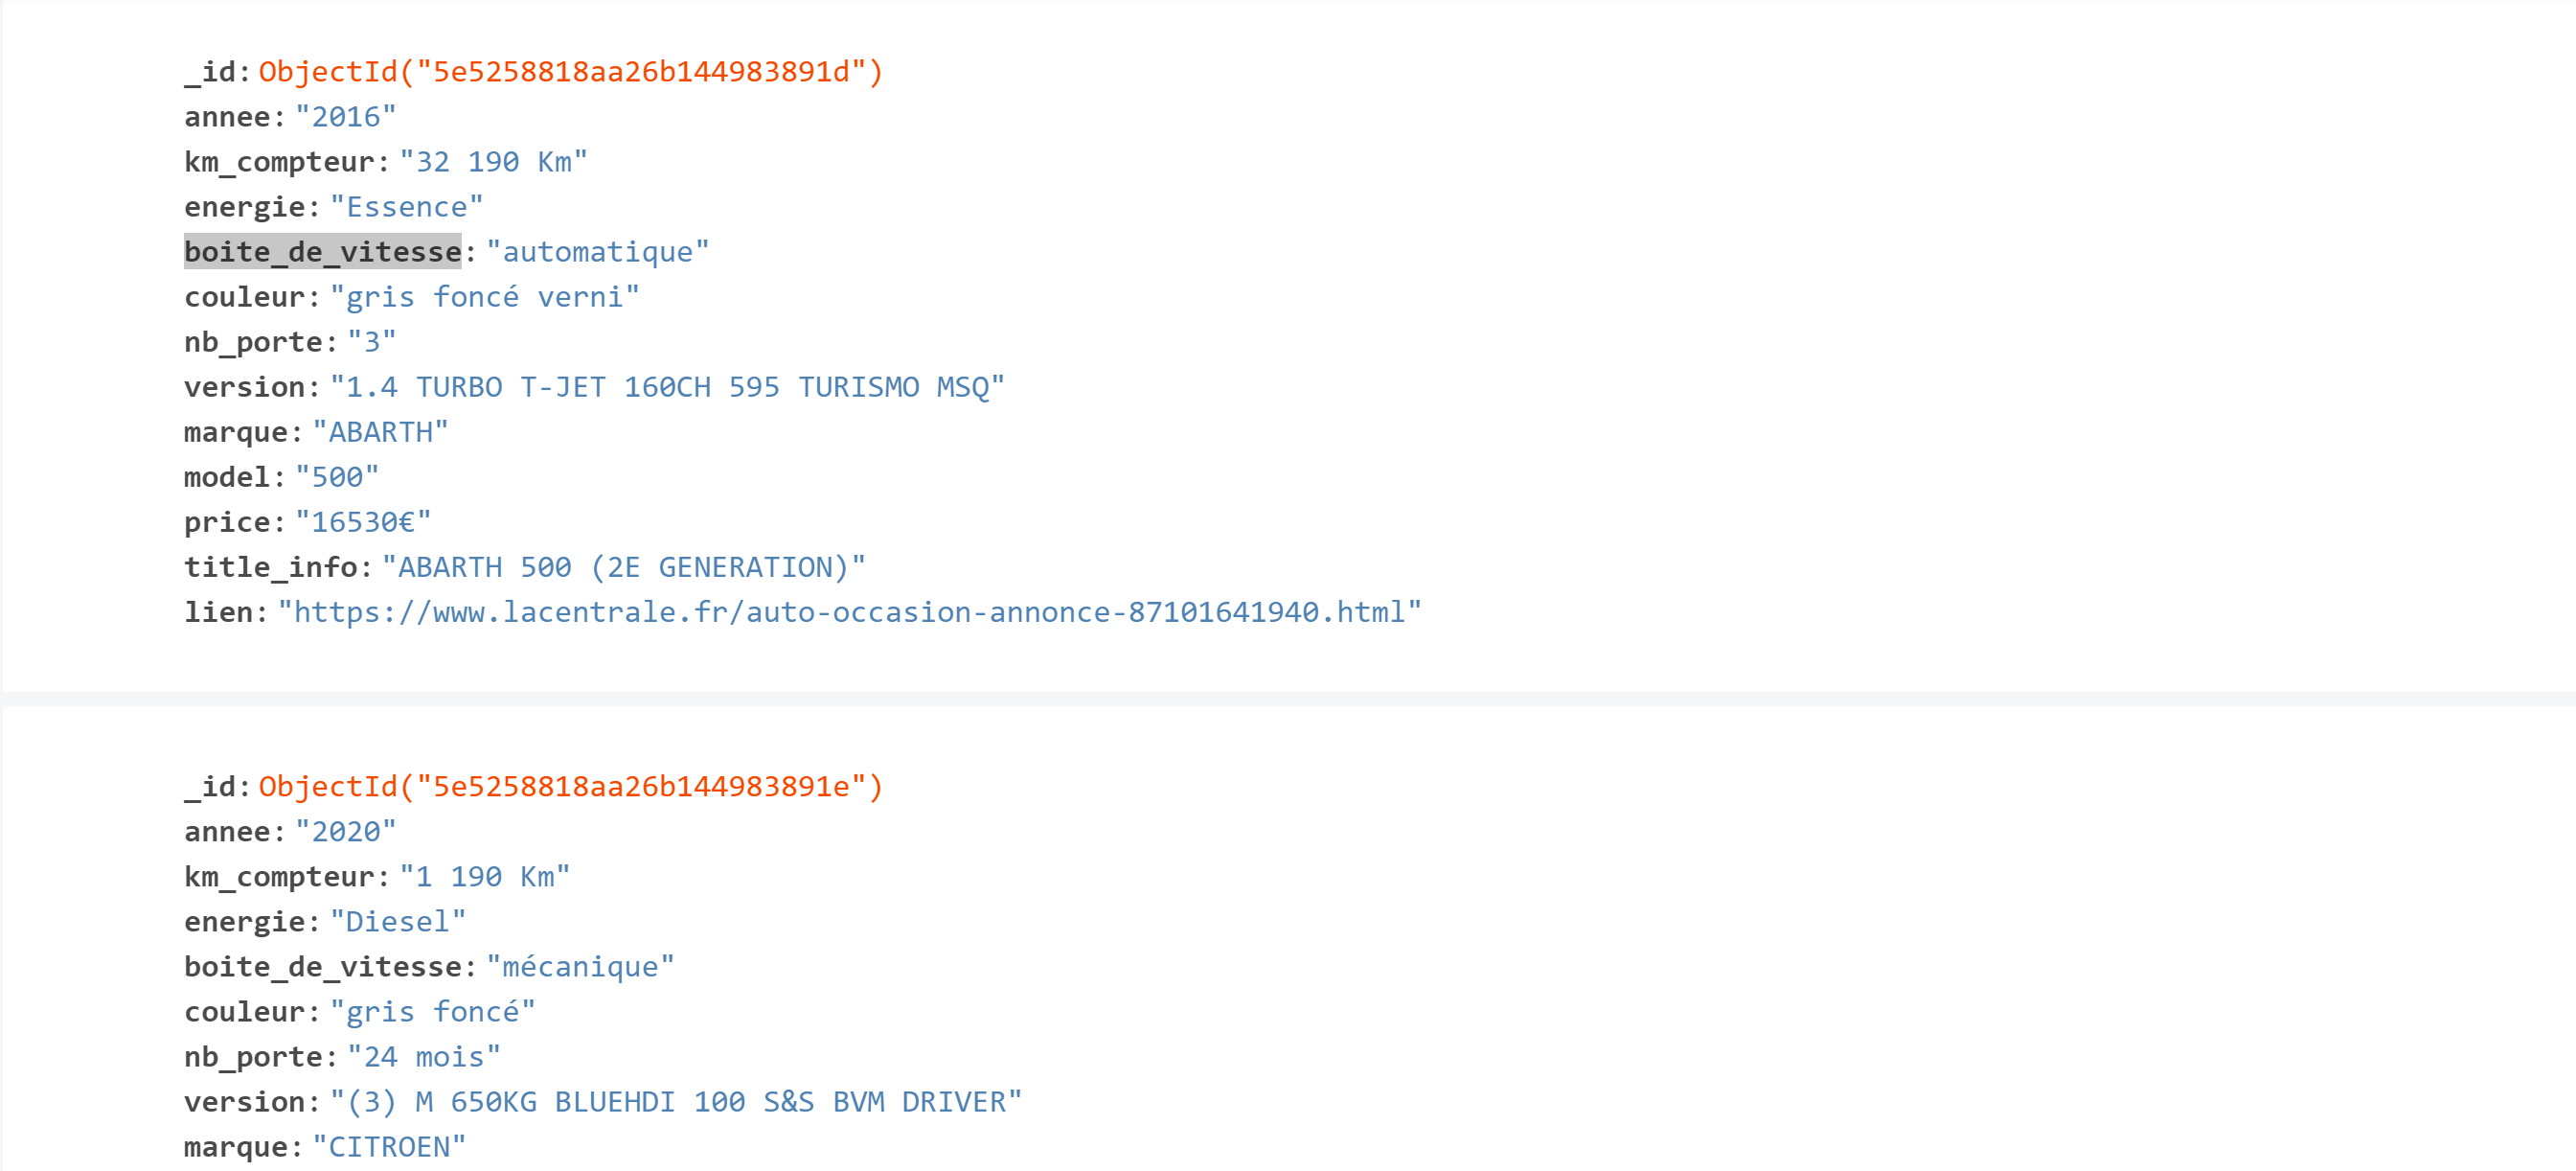 _id: ObjectId("5e5258818aa26b144983891d")
annee: "2016"
km_compteur: "32 190 Km"
energie: "Essence"
boite_de_vitesse: "automatique"
couleur: "gris foncé verni"
nb_porte: "3"
version: "1.4 TURBO T-JET 160CH 595 TURISMO MSQ"
marque: "ABARTH"
model: "500"
price: "16530€"
title_info: "ABARTH 500 (2E GENERATION)"
lien: "https://www.lacentrale.fr/auto-occasion-annonce-87101641940.html"
_id: ObjectId("5e5258818aa26b144983891e")
annee: "2020"
km_compteur: "1 190 Km"
energie: "Diesel"
boite_de_vitesse: "mécanique"
couleur: "gris foncé"
nb_porte: "24 mois"
version: "(3) M 650KG BLUEHDI 100 S&S BVM DRIVER"
marque: "CITROEN"